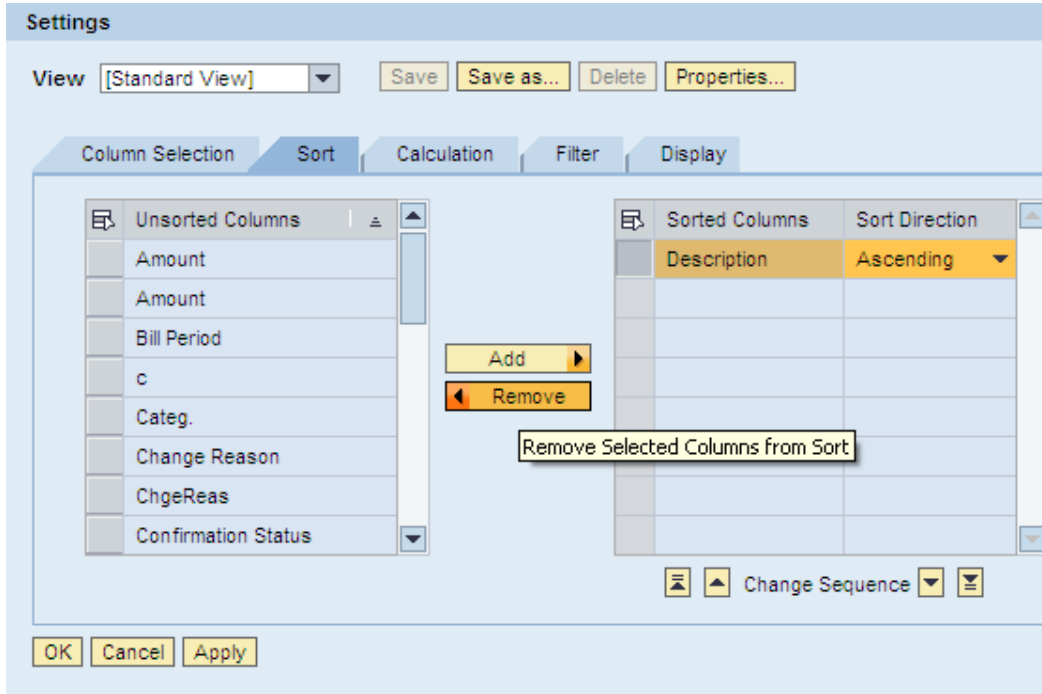 Settings
View [Standard View] Save Save as... Delete Properties...
Column Selection Sort Calculation Filter Display
Unsorted Columns Sorted Columns Sort Direction
Amount Description Ascending
Amount
Bill Period
Add
c
Remove
Categ.
Remove Selected Columns from Sort
Change Reason
ChgeReas
Confirmation Status
Change Sequence
OK Cancel Apply